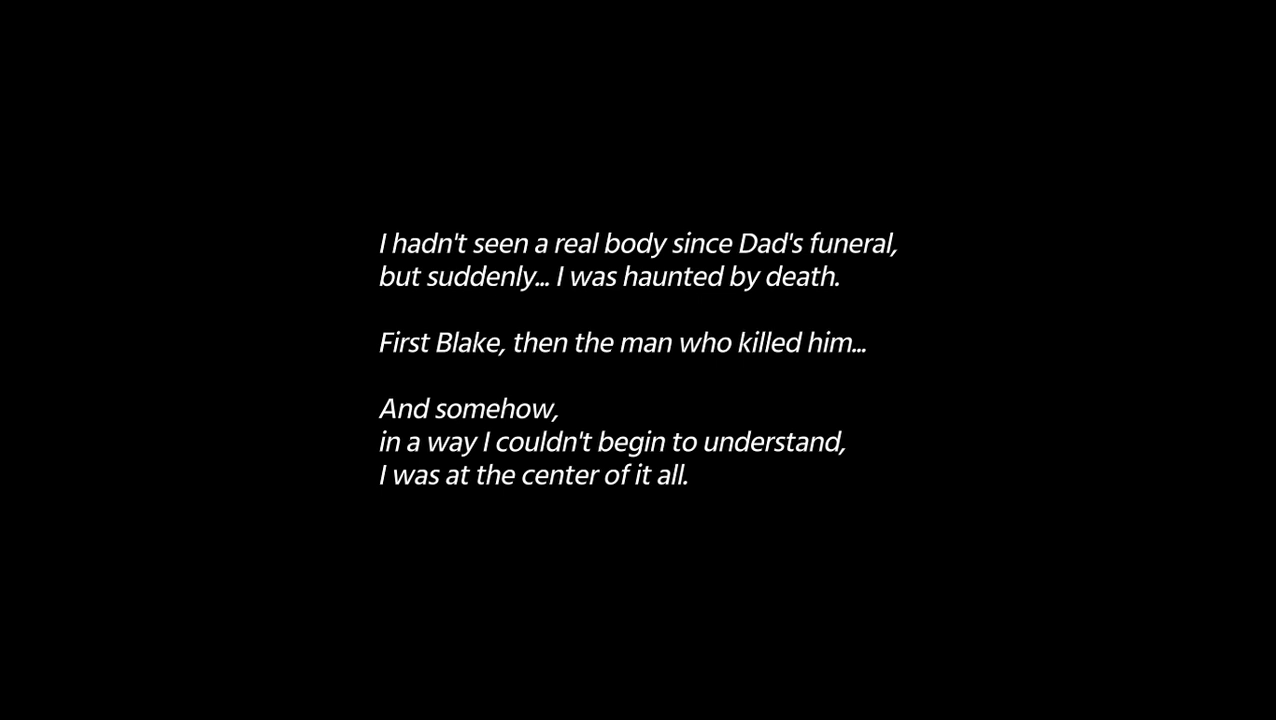 I hadn't seen a real body since Dad's funeral,
but suddenly... I was haunted by death.
First Blake, then the man who killed him...
And somehow,
in a way I couldn't begin to understand,
I was at the center of it all.